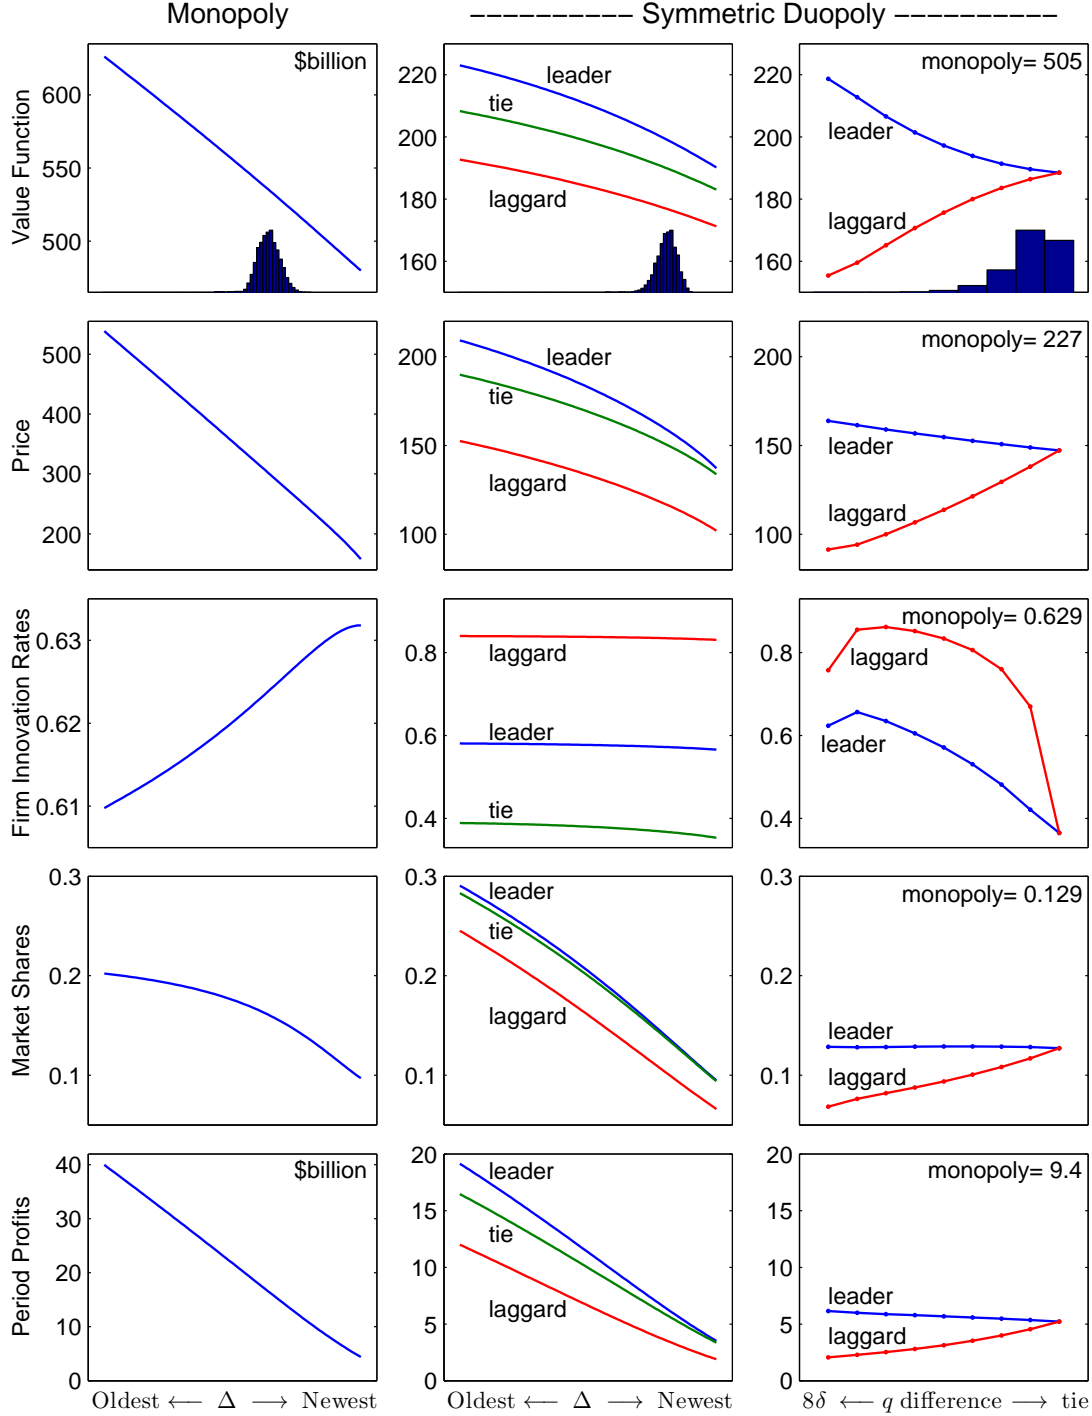 Monopoly
————————— Symmetric Duopoly —————————
Value Function
600
550
500
$billion
220
200
180
160
leader
tie
laggard
220
200
180
160
monopoly= 505
leader
laggard
Price
500
400
300
200
200
150
100
leader
tie
laggard
200
150
100
monopoly= 227
leader
laggard
Firm Innovation Rates
0.63
0.62
0.61
0.8
0.6
0.4
laggard
leader
tie
0.8
0.6
0.4
monopoly= 0.629
laggard
leader
Market Shares
0.3
0.2
0.1
0.3
0.2
0.1
leader
tie
laggard
0.3
0.2
0.1
monopoly= 0.129
leader
laggard
Period Profits
40
30
20
10
0
$billion
20
15
10
5
0
leader
tie
laggard
20
15
10
5
0
monopoly= 9.4
leader
laggard
Oldest ⟵ Δ ⟶ Newest
Oldest ⟵ Δ ⟶ Newest
8δ ⟵ q difference ⟶ tie